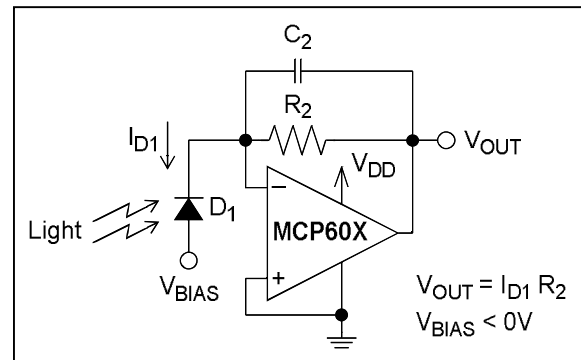 C2
R2
ID1
VOUT
VDD
−
D1
MCP60X
Light
+
VBIAS
VOUT = ID1 R2
VBIAS < 0V